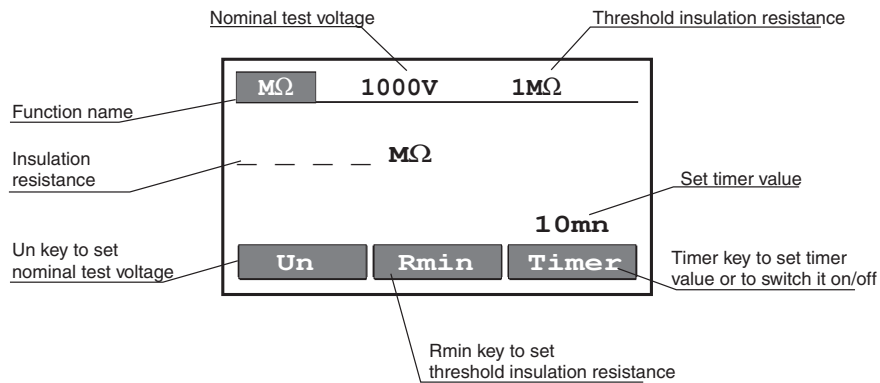 Nominal test voltage
Threshold insulation resistance
MΩ 1000V 1MΩ
Function name
Insulation
resistance
_ _ _ _ MΩ
Set timer value
10mn
Un key to set
nominal test voltage
Un Rmin Timer
Timer key to set timer
value or to switch it on/off
Rmin key to set
threshold insulation resistance